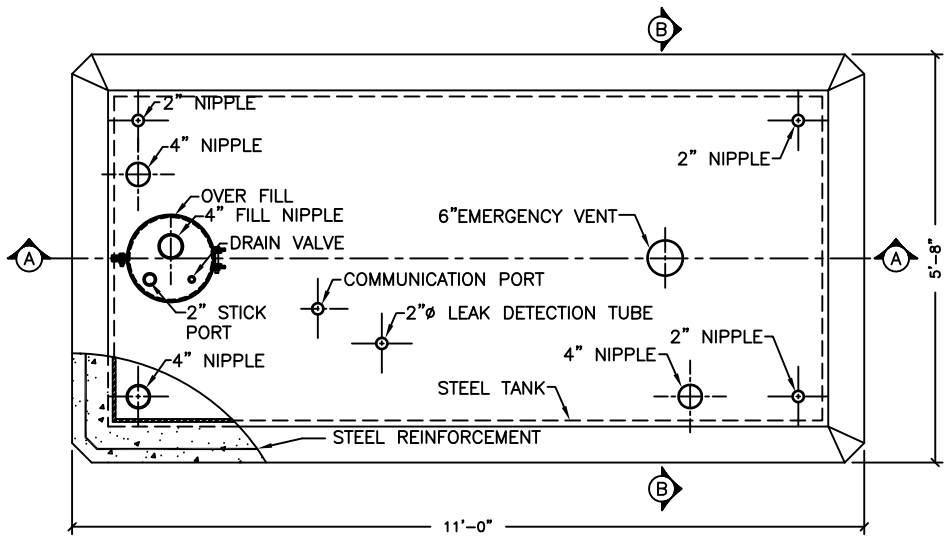 B
2" NIPPLE
4" NIPPLE
2" NIPPLE
OVER FILL
4" FILL NIPPLE
6"EMERGENCY VENT
DRAIN VALVE
A
A
5'-8"
COMMUNICATION PORT
2" STICK
PORT
2"ø LEAK DETECTION TUBE
2" NIPPLE
4" NIPPLE
4" NIPPLE
STEEL TANK
STEEL REINFORCEMENT
B
11'-0"